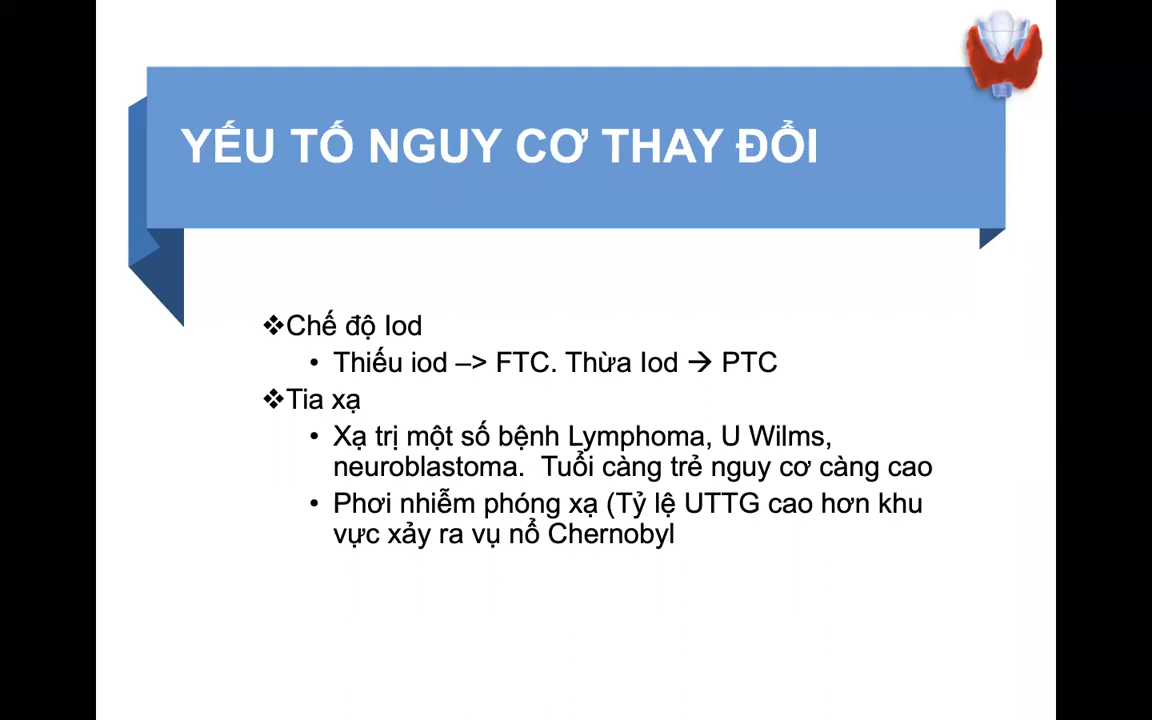 YẾU TỐ NGUY CƠ THAY ĐỔI
❖Chế độ Iod
• Thiếu iod –> FTC. Thừa Iod → PTC
❖Tia xạ
• Xạ trị một số bệnh Lymphoma, U Wilms,
neuroblastoma.  Tuổi càng trẻ nguy cơ càng cao
• Phơi nhiễm phóng xạ (Tỷ lệ UTTG cao hơn khu
vực xảy ra vụ nổ Chernobyl